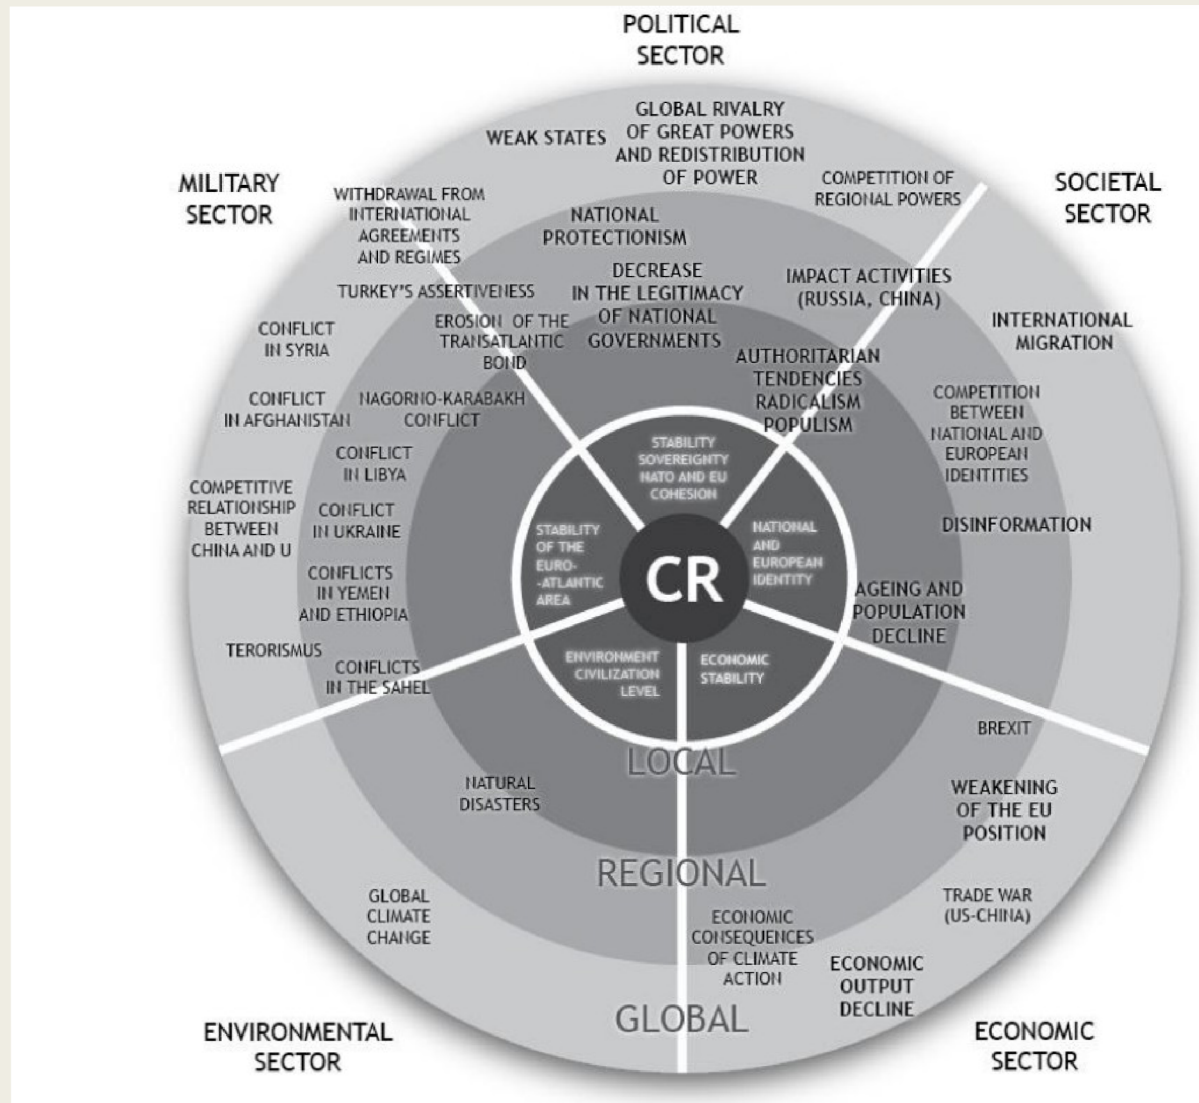 POLITICAL
SECTOR
MILITARY
SECTOR
SOCIETAL
SECTOR
WEAK STATES
GLOBAL RIVALRY
OF GREAT POWERS
AND REDISTRIBUTION
OF POWER
COMPETITION OF
REGIONAL POWERS
WITHDRAWAL FROM
INTERNATIONAL
AGREEMENTS
AND REGIMES
NATIONAL
PROTECTIONISM
TURKEY'S ASSERTIVENESS
DECREASE
IN THE LEGITIMACY
OF NATIONAL
GOVERNMENTS
IMPACT ACTIVITIES
(RUSSIA, CHINA)
EROSION OF THE
TRANSATLANTIC
BOND
AUTHORITARIAN
TENDENCIES
RADICALISM
POPULISM
INTERNATIONAL
MIGRATION
CONFLICT
IN SYRIA
CONFLICT
IN AFGHANISTAN
NAGORNO-KARABAKH
CONFLICT
COMPETITION
BETWEEN
NATIONAL AND
EUROPEAN
IDENTITIES
CONFLICT
IN LIBYA
COMPETITIVE
RELATIONSHIP
BETWEEN
CHINA AND U
CONFLICT
IN UKRAINE
DISINFORMATION
STABILITY
SOVEREIGNTY
NATO AND EU
COHESION
STABILITY
OF THE
EURO-
-ATLANTIC
AREA
CR
NATIONAL
AND
EUROPEAN
IDENTITY
CONFLICTS
IN YEMEN
AND ETHIOPIA
AGEING AND
POPULATION
DECLINE
TERORISMUS
CONFLICTS
IN THE SAHEL
ENVIRONMENT
CIVILIZATION
LEVEL
ECONOMIC
STABILITY
LOCAL
BREXIT
NATURAL
DISASTERS
WEAKENING
OF THE EU
POSITION
REGIONAL
GLOBAL
CLIMATE
CHANGE
ECONOMIC
CONSEQUENCES
OF CLIMATE
ACTION
TRADE WAR
(US-CHINA)
ECONOMIC
OUTPUT
DECLINE
GLOBAL
ENVIRONMENTAL
SECTOR
ECONOMIC
SECTOR